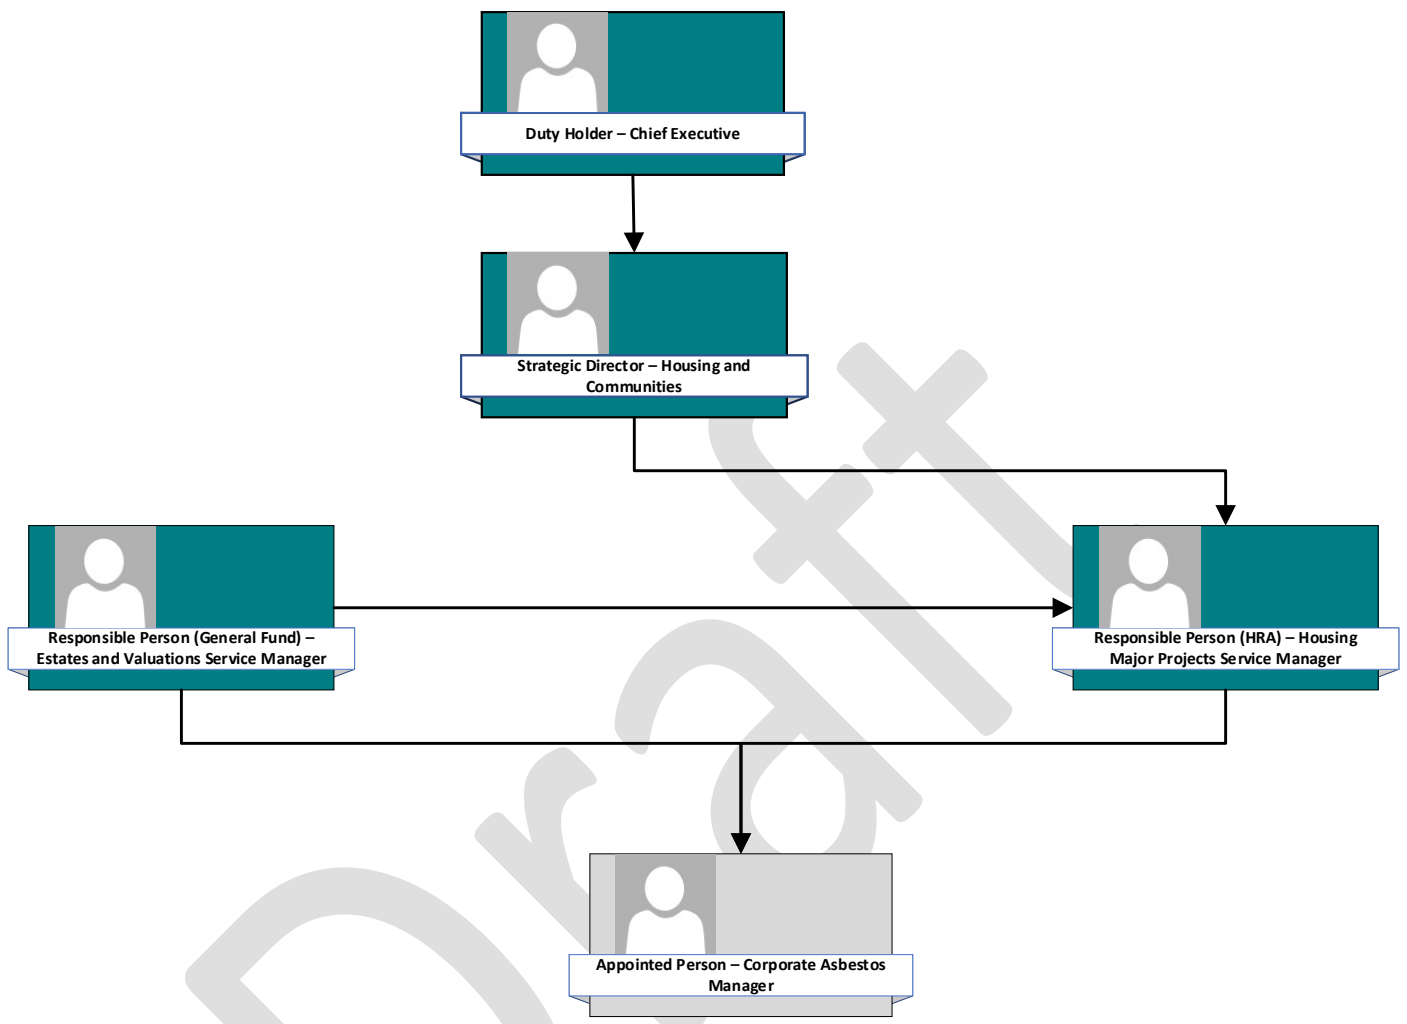 Duty Holder – Chief Executive
Strategic Director – Housing and
Communities
Responsible Person (General Fund) –
Estates and Valuations Service Manager
Responsible Person (HRA) – Housing
Major Projects Service Manager
Appointed Person – Corporate Asbestos
Manager
Draft